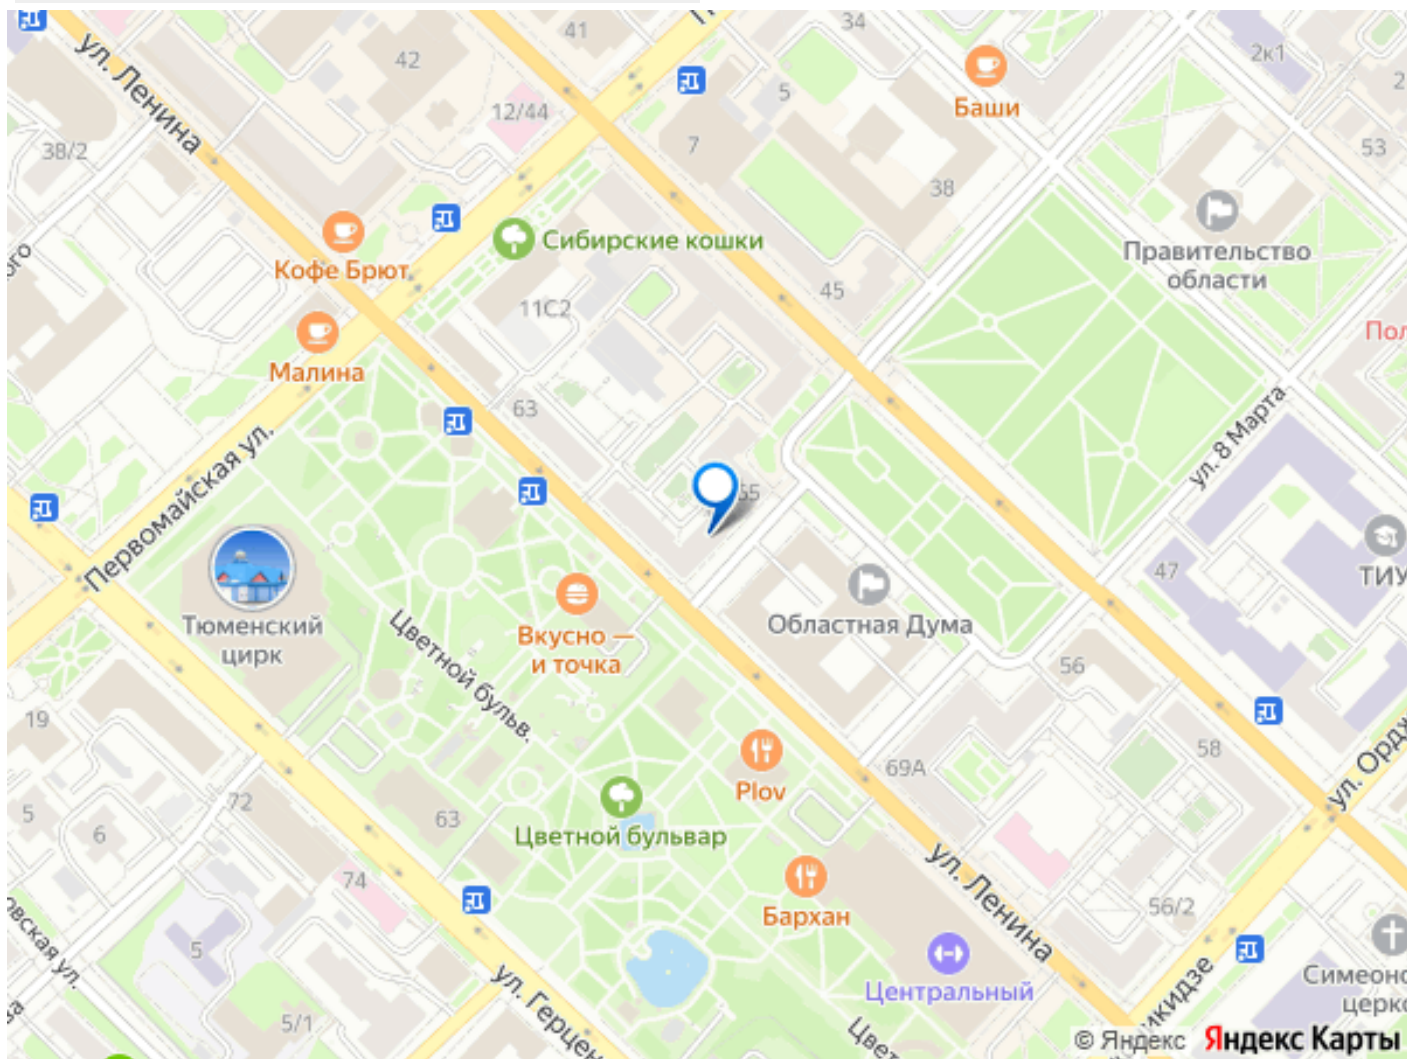 41
34
42
2к1
ул. Ленина
12/44
5
Баши
38/2
7
53
38
Сибирские кошки
Правительство
области
Кофе Брют
45
11С2
Малина
63
ул. 8 Марта
Первомайская ул.
47
ТИУ
Тюменский
цирк
Областная Дума
Вкусно —
и точка
Цветной бульв.
56
19
58
69А
Plov
72
5
6
63
Цветной бульвар
ул. Ленина
74
Бархан
56/2
5
Центральный
ул. Герцен
5/1
© Яндекс
Яндекс Карты